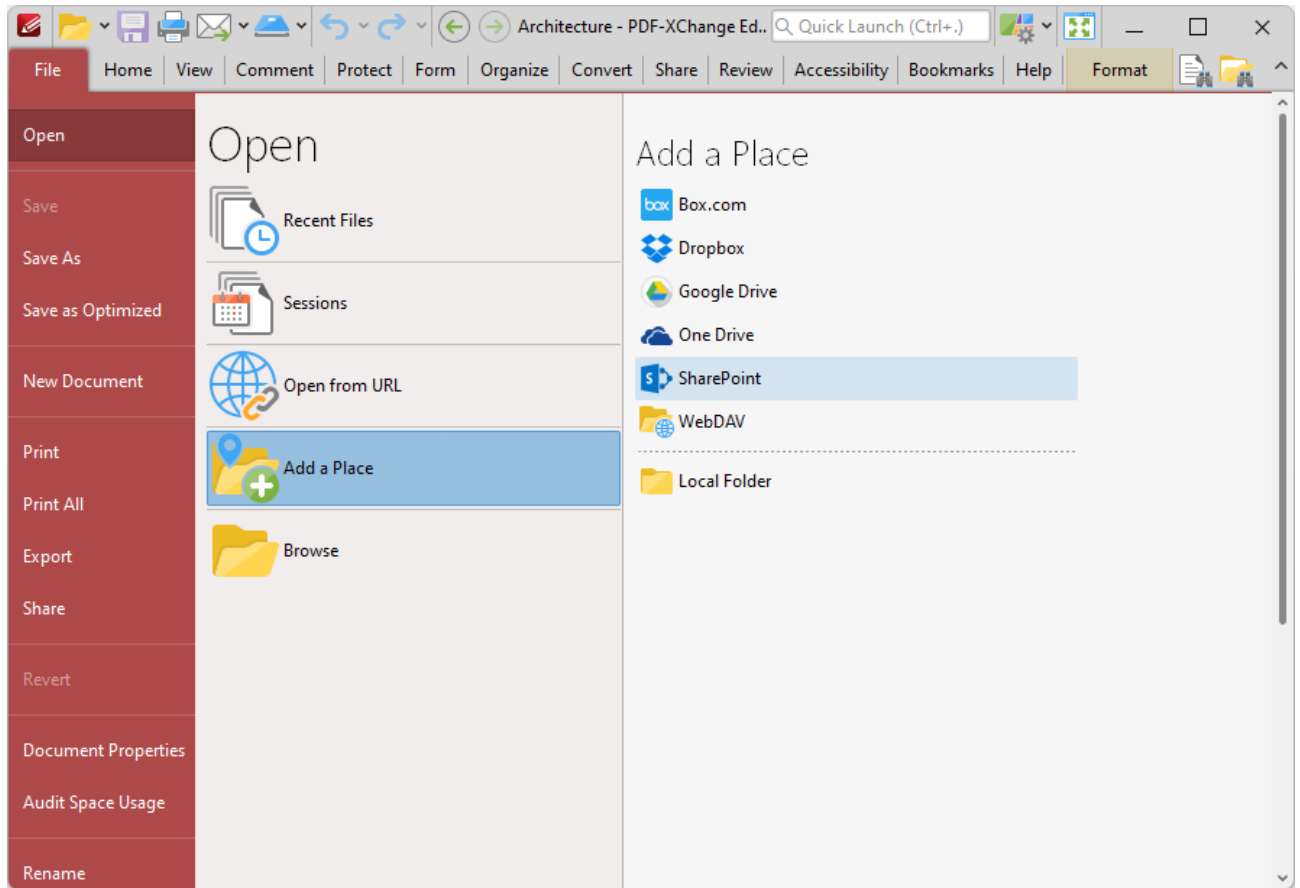 Architecture - PDF-XChange Ed..
Quick Launch (Ctrl+.)
File
Home
View
Comment
Protect
Form
Organize
Convert
Share
Review
Accessibility
Bookmarks
Help
Format
Open
Save
Save As
Save as Optimized
New Document
Print
Print All
Export
Share
Revert
Document Properties
Audit Space Usage
Rename
Open
Recent Files
Sessions
Open from URL
Add a Place
Browse
Add a Place
box
Box.com
Dropbox
Google Drive
One Drive
S
SharePoint
WebDAV
Local Folder